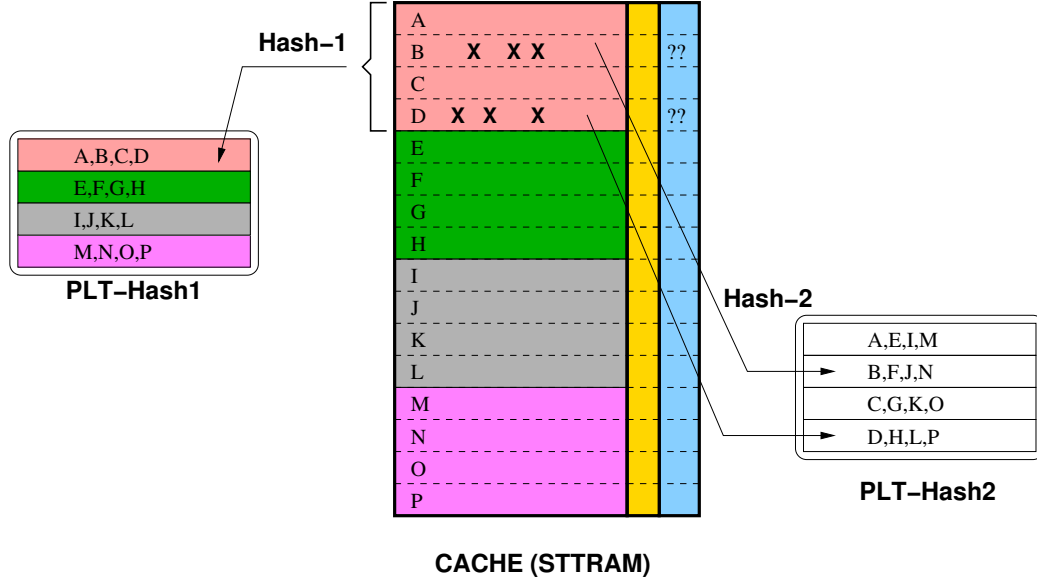 Hash−1
A,B,C,D
E,F,G,H
I,J,K,L
M,N,O,P
PLT−Hash1
A
B X X X ??
C
D X X X ??
E
F
G
H
I
J
K
L
M
N
O
P
CACHE (STTRAM)
Hash−2
A,E,I,M
B,F,J,N
C,G,K,O
D,H,L,P
PLT−Hash2